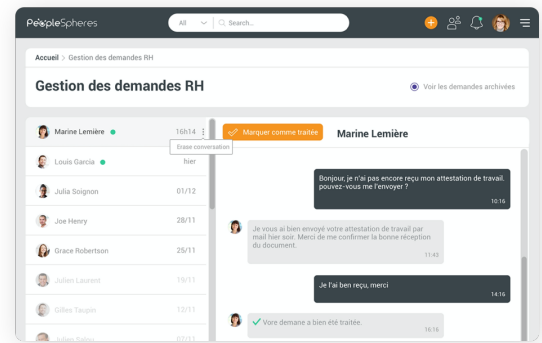 PeopleSpheres
All
Search..
Accueil > Gestion des demandes RH
Gestion des demandes RH
Voir les demandes archivées
Marine Lemière
16h14
Erase conversation
Louis Garcia
hier
Julia Soignon
01/12
Joe Henry
28/11
Grace Robertson
25/11
Julien Laurent
19/11
Gilles Taupin
13/11
Julien Salou
07/11
Marquer comme traitée
Marine Lemière
Bonjour, je n'ai pas encore reçu mon attestation de travail.
pouvez-vous me l'envoyer ?
10:16
Je vous ai bien envoyé votre attestation de travail par
mail hier soir. Merci de me confirmer la bonne réception
du document.
11:43
Je l'ai ben reçu, merci
14:16
Vore demane a bien été traitée.
16:16